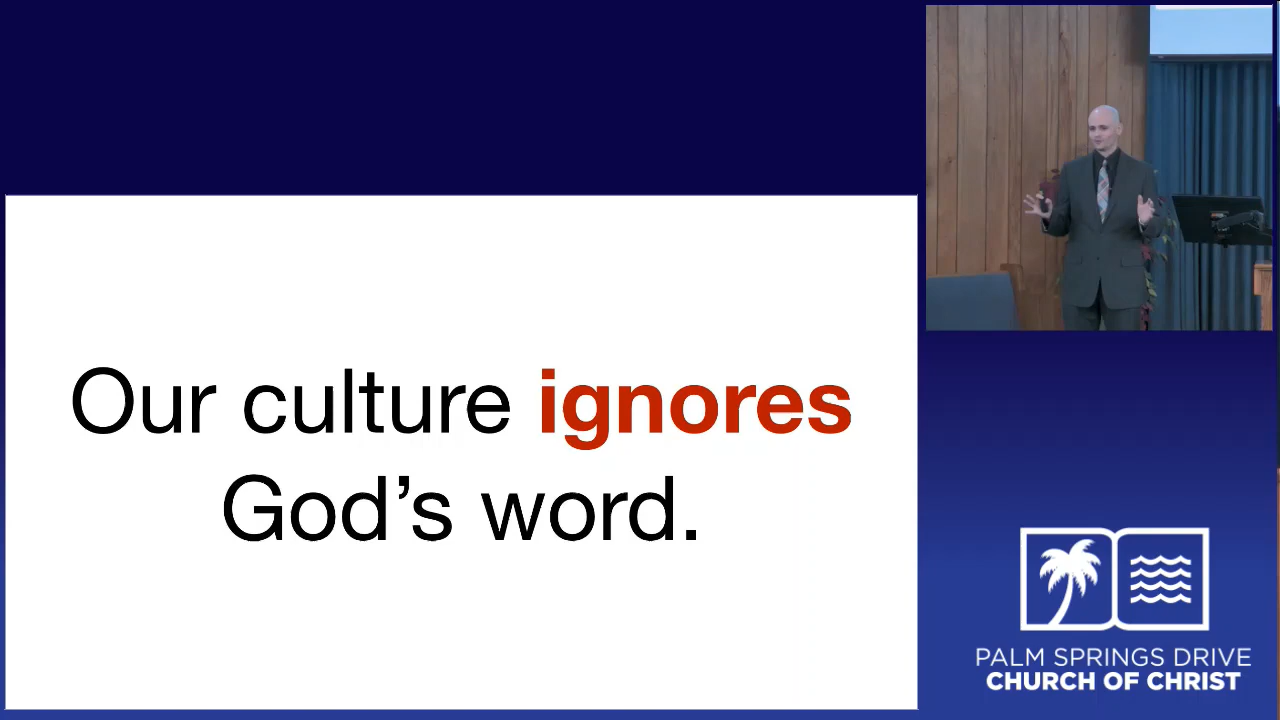 Our culture ignores
God’s word.
PALM SPRINGS DRIVE
CHURCH OF CHRIST